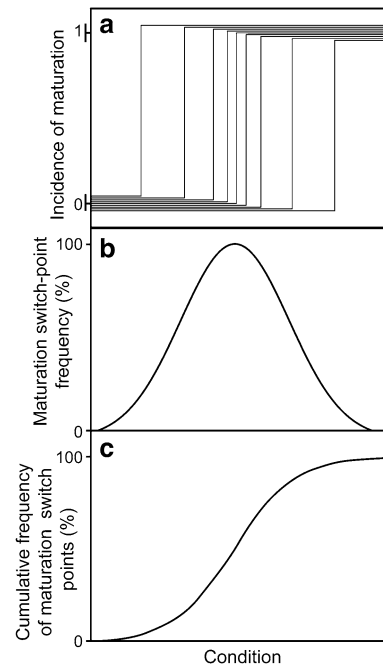 a
Incidence of maturation
1
0
b
Maturation switch-point
frequency (%)
100
0
c
Cumulative frequency
of maturation switch
points (%)
100
0
Condition